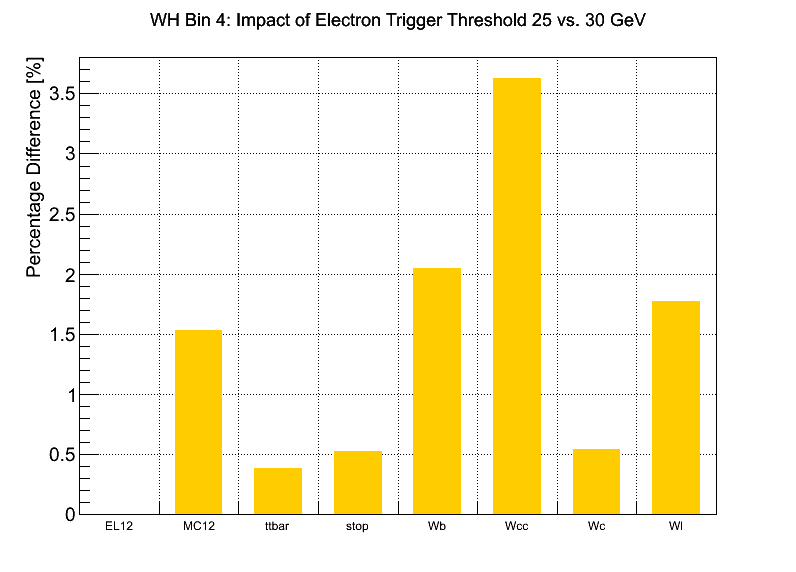 WH Bin 4: Impact of Electron Trigger Threshold 25 vs. 30 GeV
Percentage Difference [%]
3.5
3
2.5
2
1.5
1
0.5
0
EL12 MC12 ttbar stop Wb Wcc Wc Wl